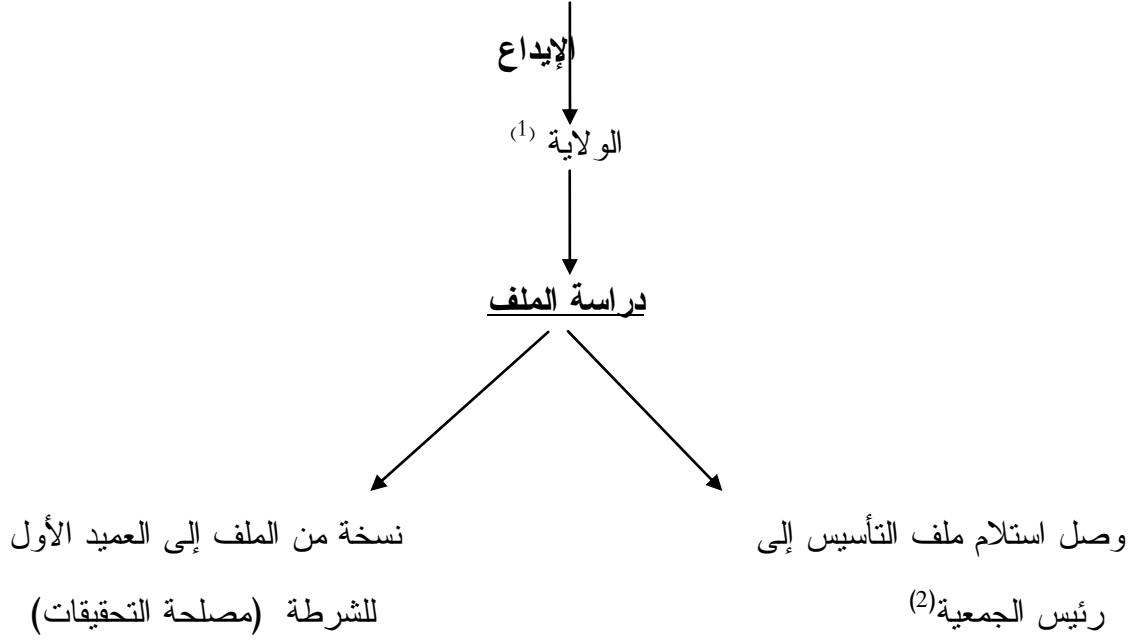 الإيداع
الولاية (1)
دراسة الملف
وصل استلام ملف التأسيس إلى
رئيس الجمعية(2)
نسخة من الملف إلى العميد الأول
للشرطة (مصلحة التحقيقات)